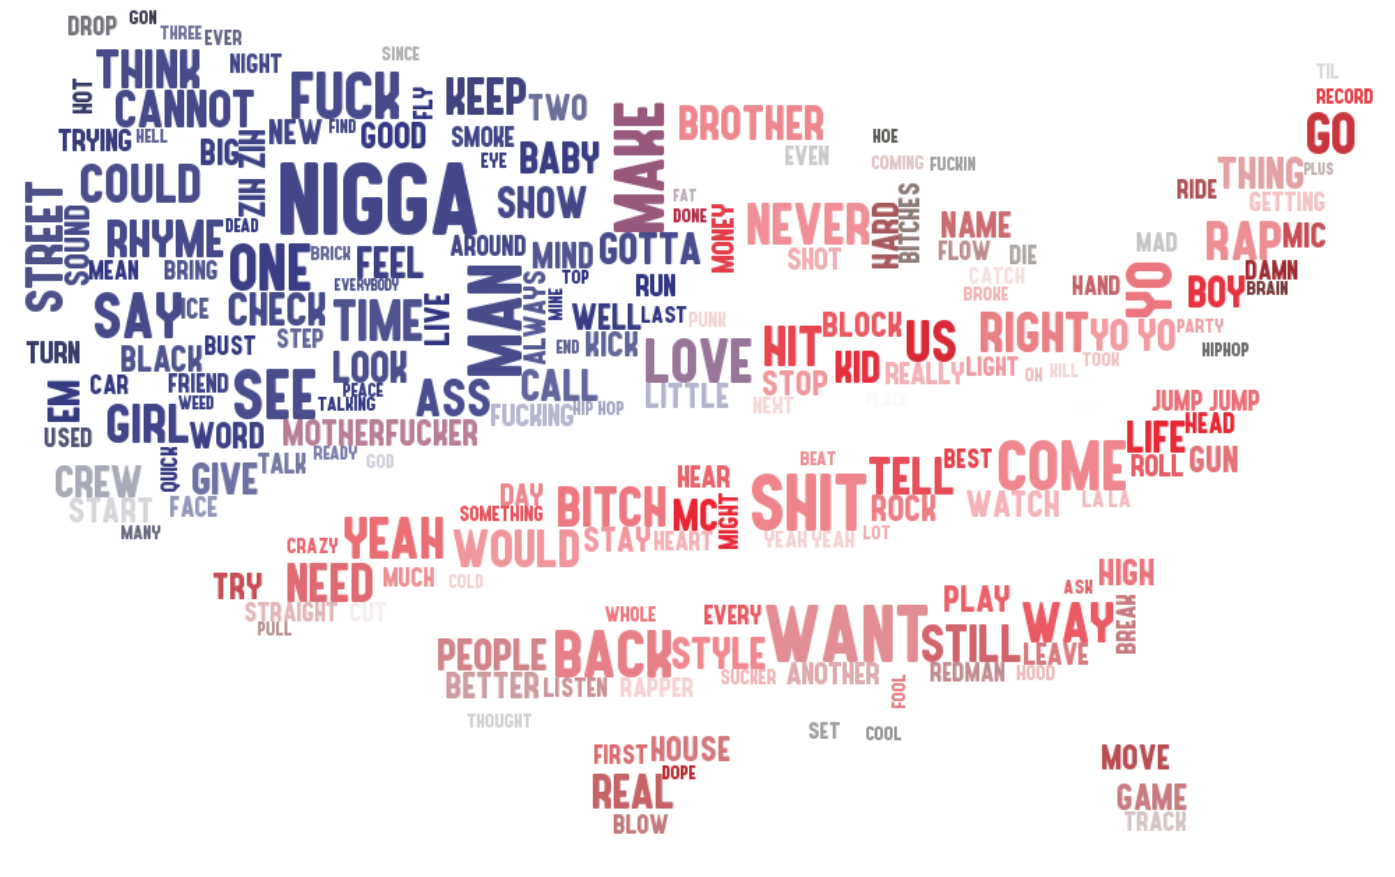 DROP GON
THREE EVER
SINCE
THINK NIGHT
TIL
HOT CANNOT FUCK FLY KEEP TWO
RECORD
TRYING HELL NEW FIND GOOD SMOKE MAKE BROTHER HOE GO
BIG ZIH ZIH EYE BABY EVEN COMING FUCKIN THING PLUS
STREET COULD NIGGA SHOW FAT RIDE GETTING
SOUND RHYME DEAD DONE MONEY NEVER HARD BITCHES NAME MAD RAP MIC
MEAN BRING ONE BRICK FEEL AROUND MIND GOTTA SHOT FLOW DIE
EVERYBODY MAN ALWAYS TOP RUN CATCH BROKE HAND YO BOY DAMN BRAIN
SAY ICE CHECK TIME LIVE MINE WELL LAST PUNK HIT BLOCK US RIGHT YO YO PARTY
TURN BLACK BUST STEP LOOK END KICK LOVE KID REALLY LIGHT OH KILL TOOK HIPHOP
EM CAR FRIEND SEE PEACE ASS CALL LITTLE STOP NEXT PLACE JUMP JUMP
WEED TALKING FUCKING HIP HOP
USED GIRL WORD MOTHERFUCKER LIFE HEAD
CREW QUICK GIVE TALK READY GOD HEAR BEAT TELL BEST COME ROLL GUN
START FACE DAY BITCH MC MIGHT SHIT ROCK WATCH LA LA
MANY SOMETHING
CRAZY YEAH WOULD STAY HEART YEAH YEAH LOT
TRY NEED MUCH COLD ASK HIGH
STRAIGHT CUT WHOLE EVERY WANT PLAY WAY BREAK
PULL
PEOPLE BACK STYLE STILL LEAVE
BETTER LISTEN RAPPER SUCKER ANOTHER FOOL REDMAN HOOD
THOUGHT SET COOL
FIRST HOUSE MOVE
REAL DOPE GAME
BLOW TRACK